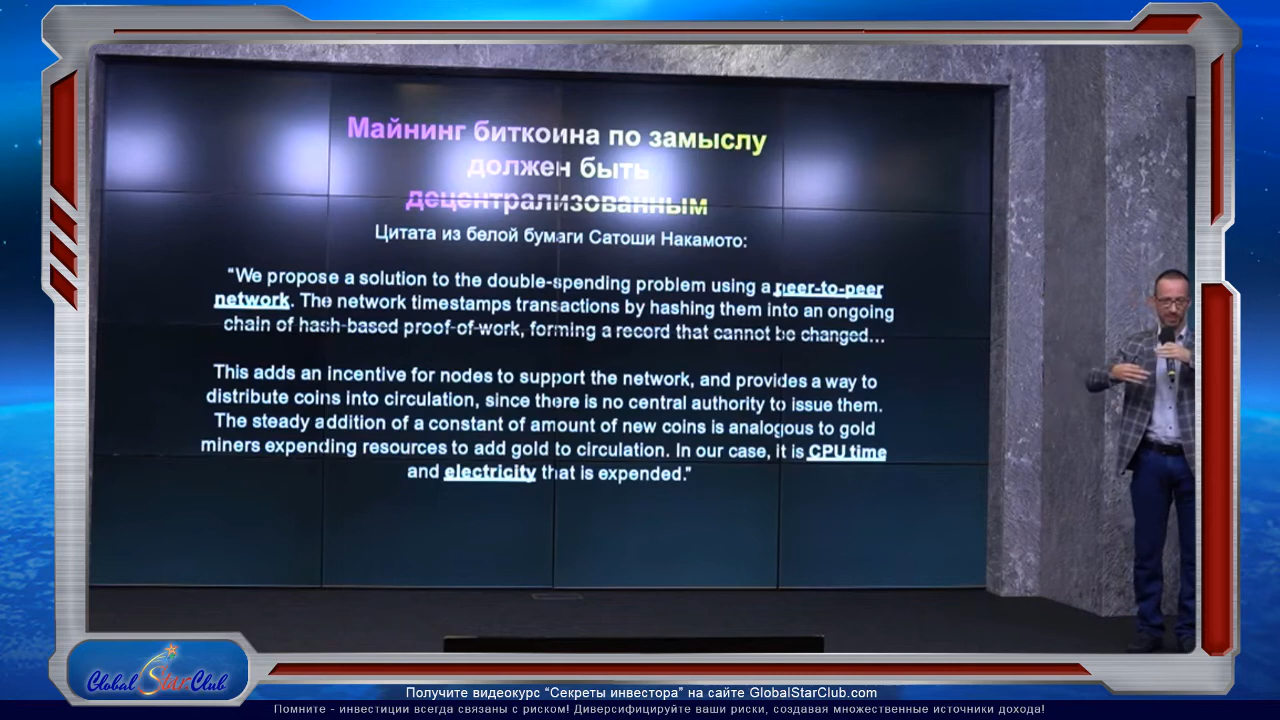 Майнинг биткоина по замыслу
должен быть
децентрализованным
Цитата из белой бумаги Сатоши Накамото:
“We propose a solution to the double-spending problem using a peer-to-peer
network. The network timestamps transactions by hashing them into an ongoing
chain of hash-based proof-of-work, forming a record that cannot be changed...
This adds an incentive for nodes to support the network, and provides a way to
distribute coins into circulation, since there is no central authority to issue them.
The steady addition of a constant of amount of new coins is analogous to gold
miners expending resources to add gold to circulation. In our case, it is CPU time
and electricity that is expended.”
Global Star Club
Получите видеокурс “Секреты инвестора” на сайте GlobalStarClub.com
Помните - инвестиции всегда связаны с риском! Диверсифицируйте ваши риски, создавая множественные источники дохода!